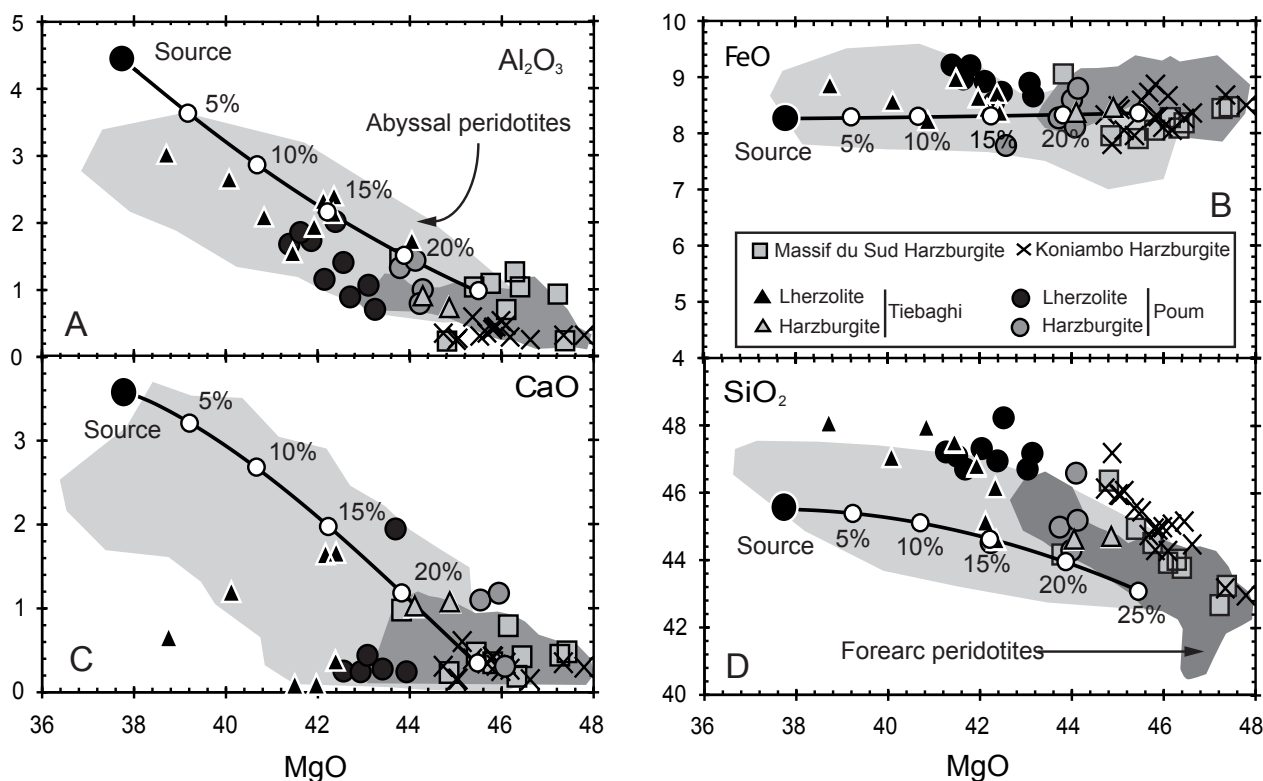 5
4
3
2
1
0
Source
Al₂O₃
5%
Abyssal peridotites
10%
15%
20%
A
10
9
8
7
6
5
4
FeO
Source
5%
10%
15%
20%
B
Massif du Sud Harzburgite
Koniambo Harzburgite
Lherzolite
Harzburgite
Tiebaghi
Lherzolite
Harzburgite
Poum
3
2
1
0
CaO
5%
Source
10%
15%
20%
C
36
38
40
42
44
46
48
MgO
48
46
44
42
40
SiO₂
Source
5%
10%
15%
20%
25%
Forearc peridotites
D
36
38
40
42
44
46
48
MgO